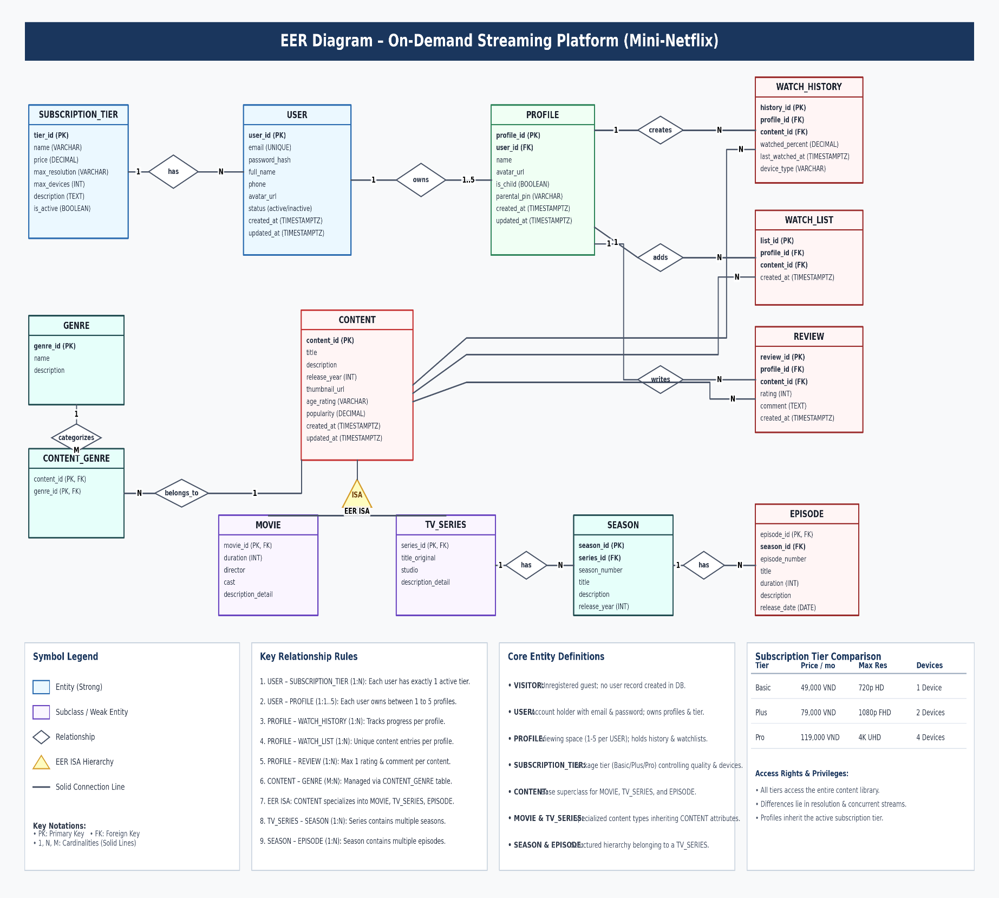 EER Diagram – On-Demand Streaming Platform (Mini-Netflix)
SUBSCRIPTION_TIER
tier_id (PK)
name (VARCHAR)
price (DECIMAL)
max_resolution (VARCHAR)
max_devices (INT)
description (TEXT)
is_active (BOOLEAN)
1
has
N
USER
user_id (PK)
email (UNIQUE)
password_hash
full_name
phone
avatar_url
status (active/inactive)
created_at (TIMESTAMPTZ)
updated_at (TIMESTAMPTZ)
1
owns
1..5
PROFILE
profile_id (PK)
user_id (FK)
name
avatar_url
is_child (BOOLEAN)
parental_pin (VARCHAR)
created_at (TIMESTAMPTZ)
updated_at (TIMESTAMPTZ)
1
creates
N
N
WATCH_HISTORY
history_id (PK)
profile_id (FK)
content_id (FK)
watched_percent (DECIMAL)
last_watched_at (TIMESTAMPTZ)
device_type (VARCHAR)
1
1
adds
N
N
WATCH_LIST
list_id (PK)
profile_id (FK)
content_id (FK)
created_at (TIMESTAMPTZ)
GENRE
genre_id (PK)
name
description
1
categorizes
M
CONTENT_GENRE
content_id (PK, FK)
genre_id (PK, FK)
N
belongs_to
1
CONTENT
content_id (PK)
title
description
release_year (INT)
thumbnail_url
age_rating (VARCHAR)
popularity (DECIMAL)
created_at (TIMESTAMPTZ)
updated_at (TIMESTAMPTZ)
writes
N
N
REVIEW
review_id (PK)
profile_id (FK)
content_id (FK)
rating (INT)
comment (TEXT)
created_at (TIMESTAMPTZ)
ISA
EER ISA
MOVIE
movie_id (PK, FK)
duration (INT)
director
cast
description_detail
TV_SERIES
series_id (PK, FK)
title_original
studio
description_detail
1
has
N
SEASON
season_id (PK)
series_id (FK)
season_number
title
description
release_year (INT)
1
has
N
EPISODE
episode_id (PK, FK)
season_id (FK)
episode_number
title
duration (INT)
description
release_date (DATE)
Symbol Legend
Entity (Strong)
Subclass / Weak Entity
Relationship
EER ISA Hierarchy
Solid Connection Line
Key Notations:
• PK: Primary Key • FK: Foreign Key
• 1, N, M: Cardinalities (Solid Lines)
Key Relationship Rules
1. USER – SUBSCRIPTION_TIER (1:N): Each user has exactly 1 active tier.
2. USER – PROFILE (1:1..5): Each user owns between 1 to 5 profiles.
3. PROFILE – WATCH_HISTORY (1:N): Tracks progress per profile.
4. PROFILE – WATCH_LIST (1:N): Unique content entries per profile.
5. PROFILE – REVIEW (1:N): Max 1 rating & comment per content.
6. CONTENT – GENRE (M:N): Managed via CONTENT_GENRE table.
7. EER ISA: CONTENT specializes into MOVIE, TV_SERIES, EPISODE.
8. TV_SERIES – SEASON (1:N): Series contains multiple seasons.
9. SEASON – EPISODE (1:N): Season contains multiple episodes.
Core Entity Definitions
• VISITOR: Unregistered guest; no user record created in DB.
• USER: Account holder with email & password; owns profiles & tier.
• PROFILE: Viewing space (1-5 per USER); holds history & watchlists.
• SUBSCRIPTION_TIER: Package tier (Basic/Plus/Pro) controlling quality & devices.
• CONTENT: Base superclass for MOVIE, TV_SERIES, and EPISODE.
• MOVIE & TV_SERIES: Specialized content types inheriting CONTENT attributes.
• SEASON & EPISODE: Structured hierarchy belonging to a TV_SERIES.
Subscription Tier Comparison
Tier Price / mo Max Res Devices
Basic 49,000 VND 720p HD 1 Device
Plus 79,000 VND 1080p FHD 2 Devices
Pro 119,000 VND 4K UHD 4 Devices
Access Rights & Privileges:
• All tiers access the entire content library.
• Differences lie in resolution & concurrent streams.
• Profiles inherit the active subscription tier.